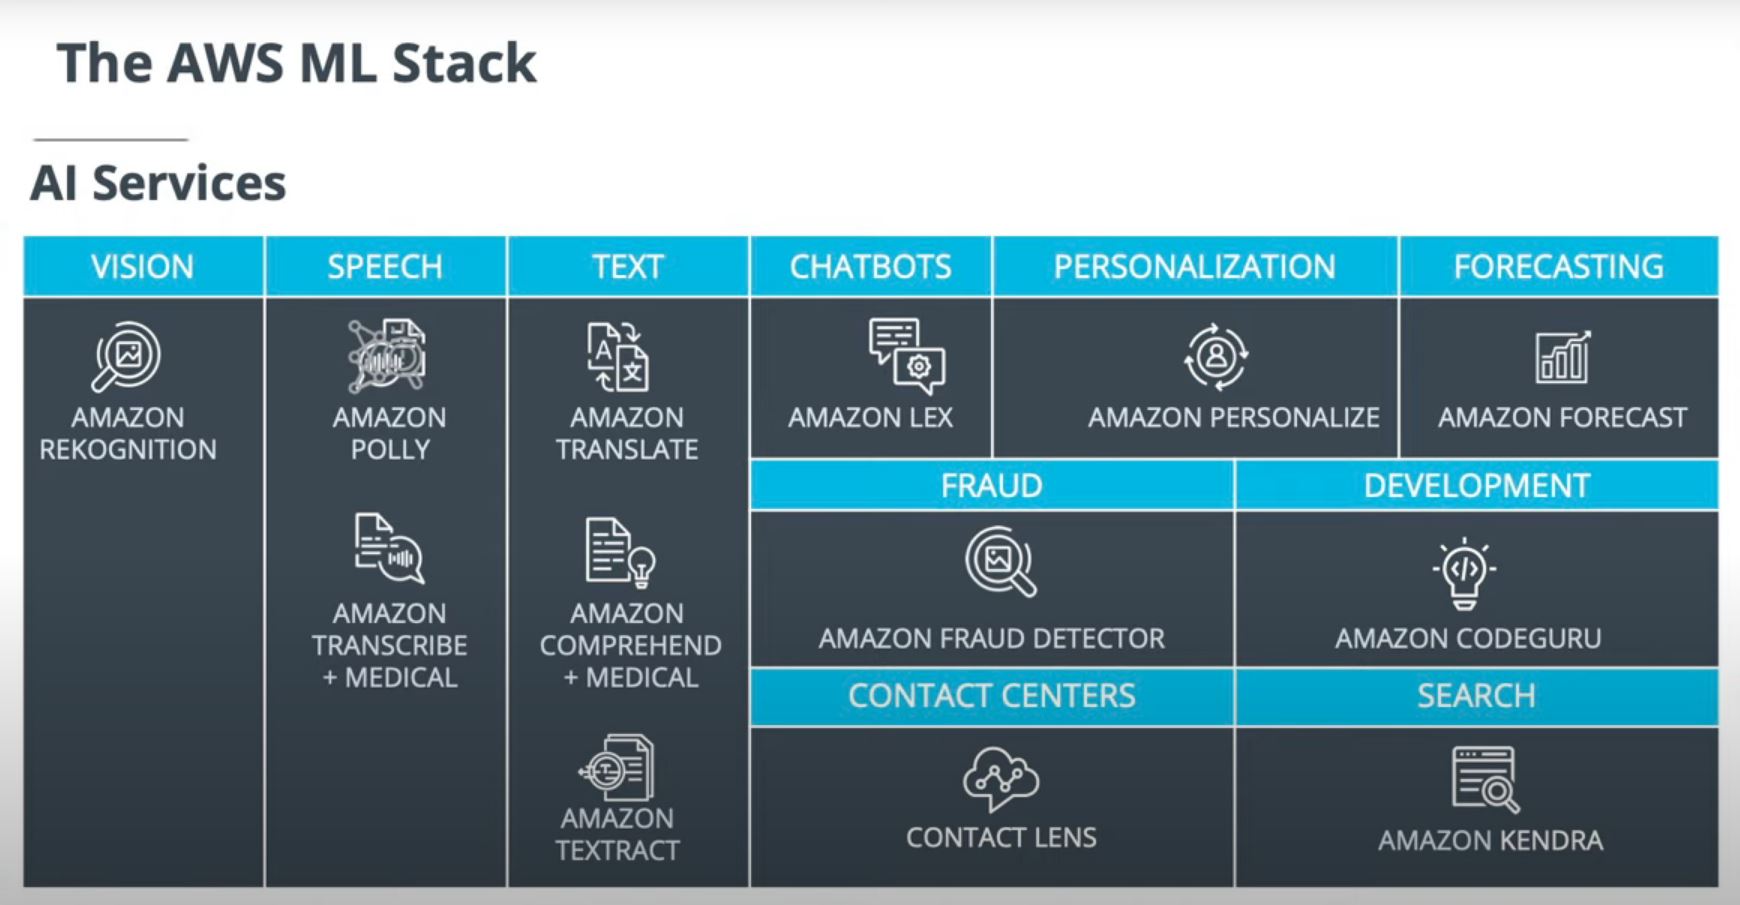 The AWS ML Stack
AI Services
VISION
AMAZON
REKOGNITION
SPEECH
AMAZON
POLLY
AMAZON
TRANSCRIBE
+ MEDICAL
TEXT
A
文
AMAZON
TRANSLATE
AMAZON
COMPREHEND
+ MEDICAL
T
AMAZON
TEXTRACT
CHATBOTS
AMAZON LEX
PERSONALIZATION
AMAZON PERSONALIZE
FORECASTING
AMAZON FORECAST
FRAUD
AMAZON FRAUD DETECTOR
DEVELOPMENT
</>
AMAZON CODEGURU
CONTACT CENTERS
CONTACT LENS
SEARCH
AMAZON KENDRA